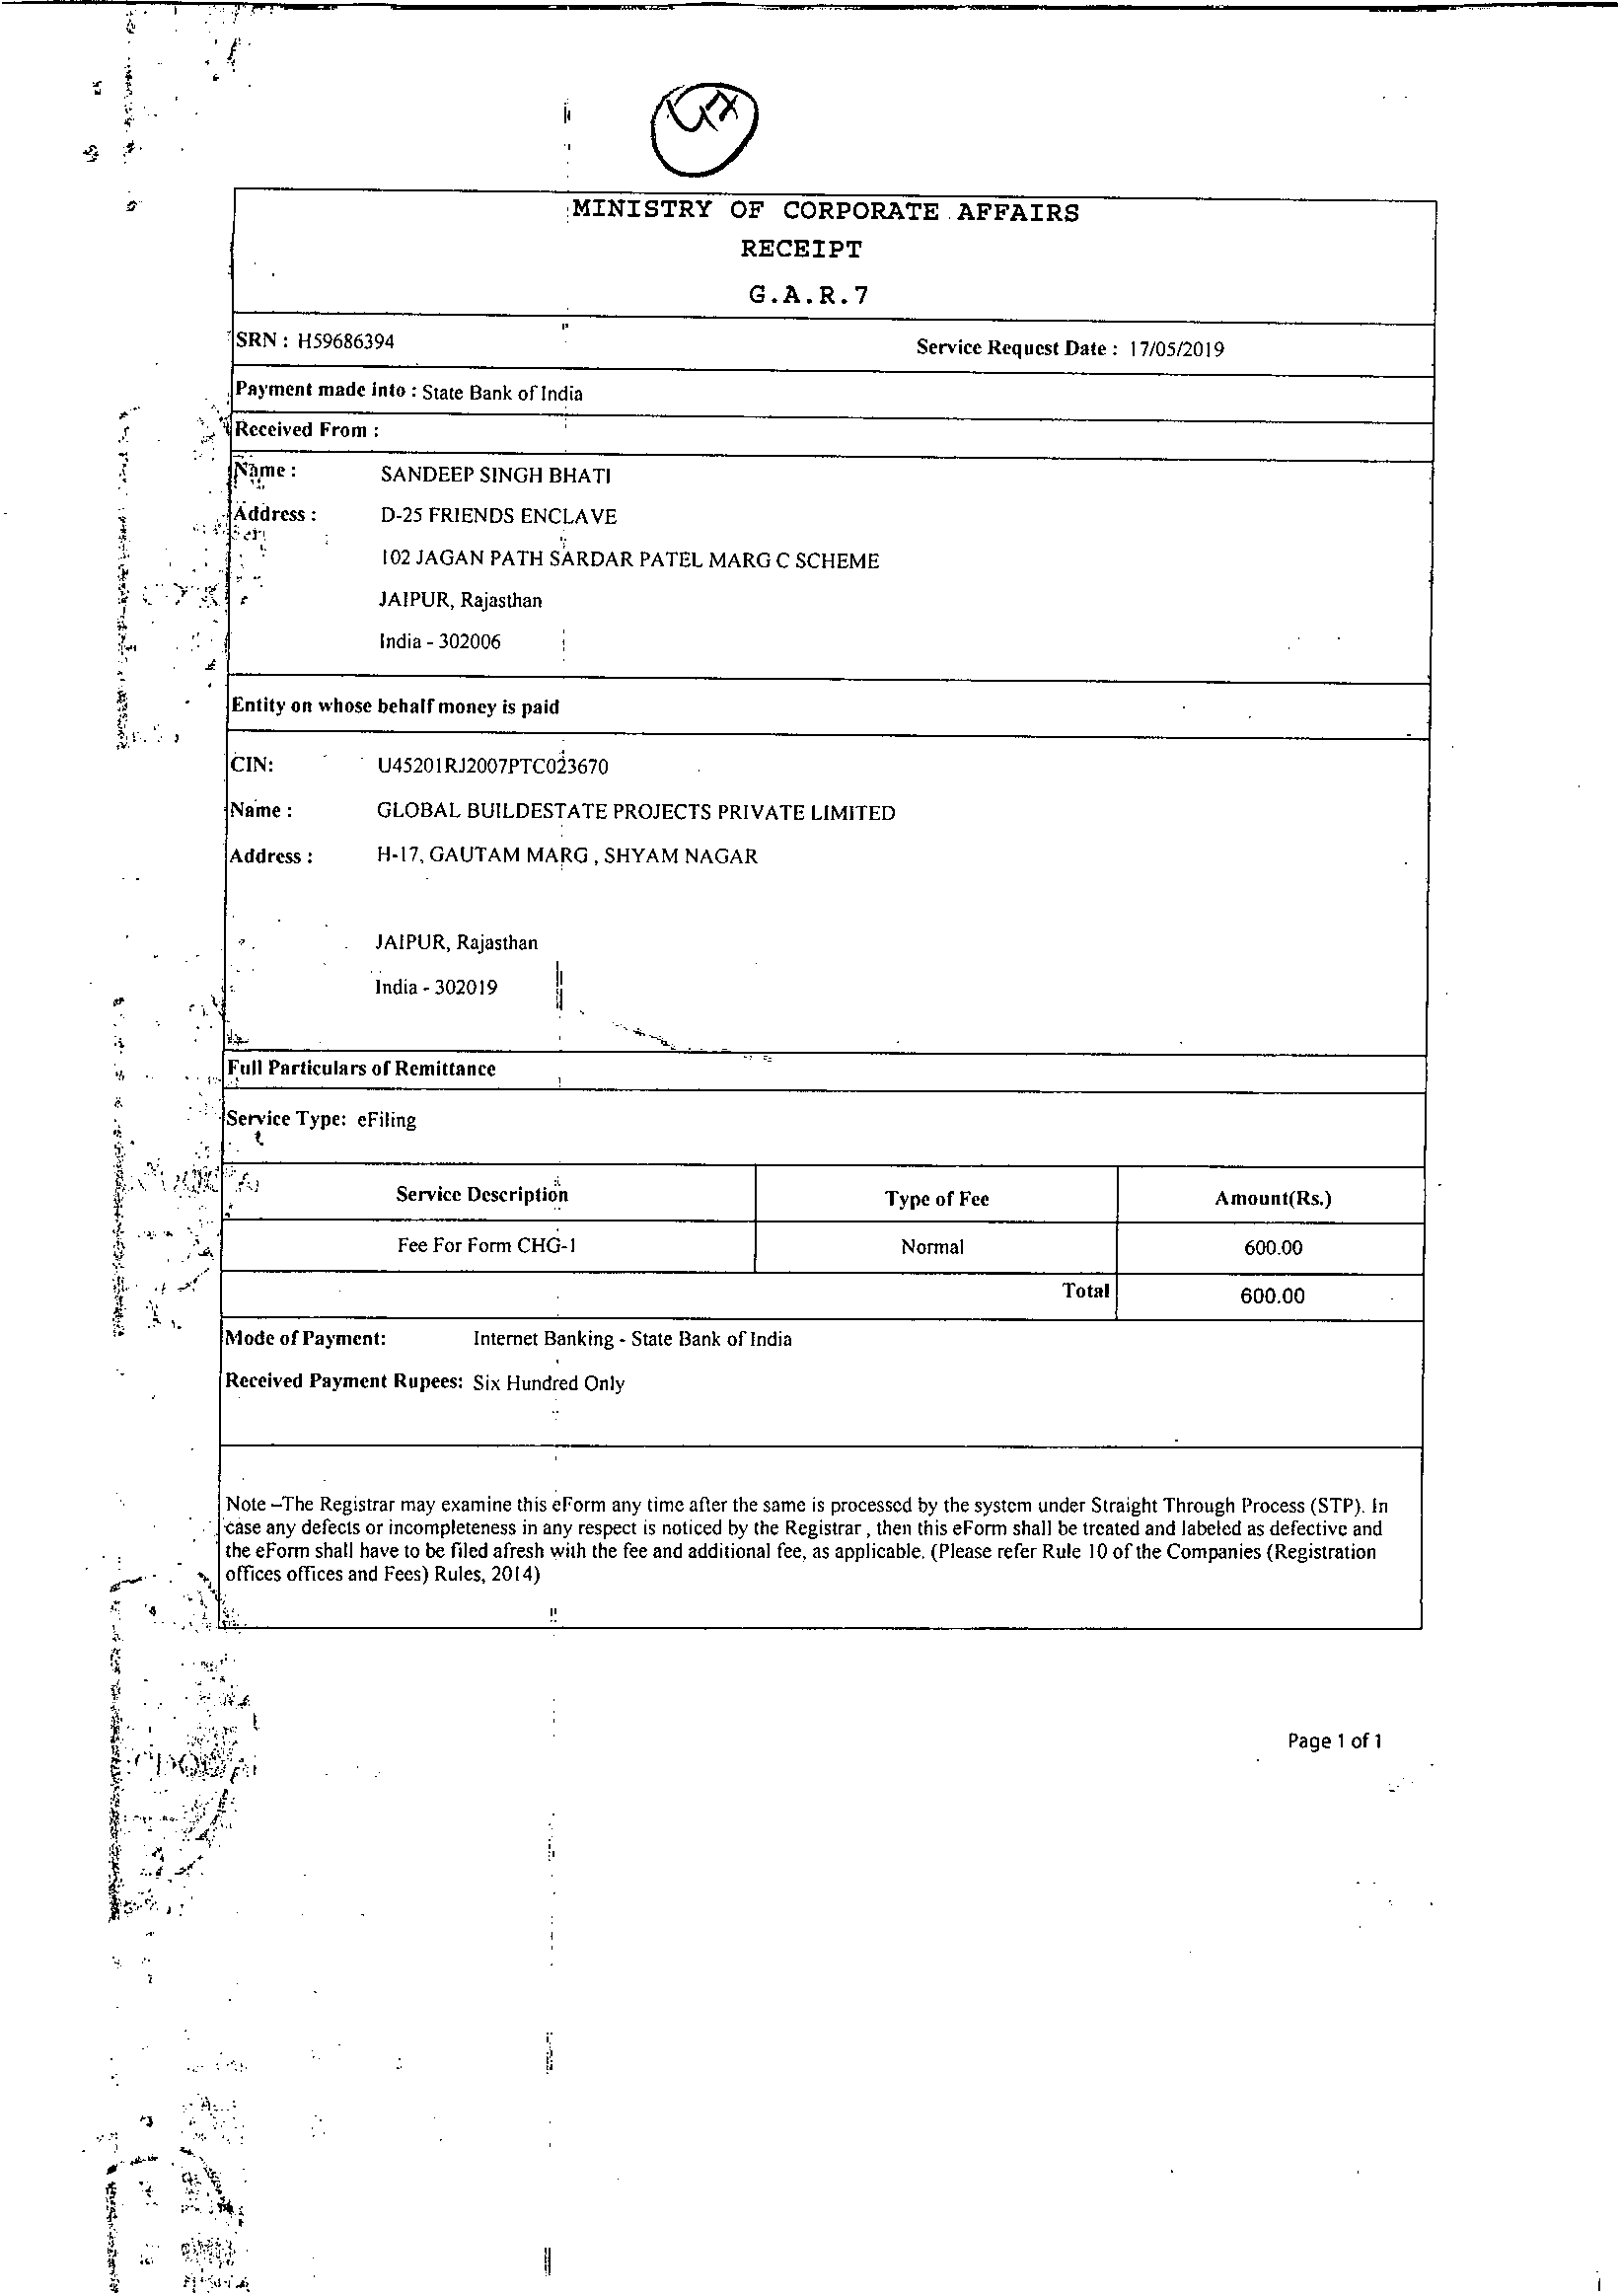 MINISTRY OF CORPORATE AFFAIRS
RECEIPT
G.A.R.7
SRN : H59686394 Service Request Date : 17/05/2019
Payment made into : State Bank of India
Received From :
Name : SANDEEP SINGH BHATI
Address : D-25 FRIENDS ENCLAVE
102 JAGAN PATH SARDAR PATEL MARG C SCHEME
JAIPUR, Rajasthan
India - 302006
Entity on whose behalf money is paid
CIN: U45201RJ2007PTC023670
Name : GLOBAL BUILDESTATE PROJECTS PRIVATE LIMITED
Address : H-17, GAUTAM MARG , SHYAM NAGAR
JAIPUR, Rajasthan
India - 302019
Full Particulars of Remittance
Service Type: eFiling
Service Description Type of Fee Amount(Rs.)
Fee For Form CHG-1 Normal 600.00
Total 600.00
Mode of Payment: Internet Banking - State Bank of India
Received Payment Rupees: Six Hundred Only
Note –The Registrar may examine this eForm any time after the same is processed by the system under Straight Through Process (STP). In
case any defects or incompleteness in any respect is noticed by the Registrar , then this eForm shall be treated and labeled as defective and
the eForm shall have to be filed afresh with the fee and additional fee, as applicable. (Please refer Rule 10 of the Companies (Registration
offices offices and Fees) Rules, 2014)
Page 1 of 1